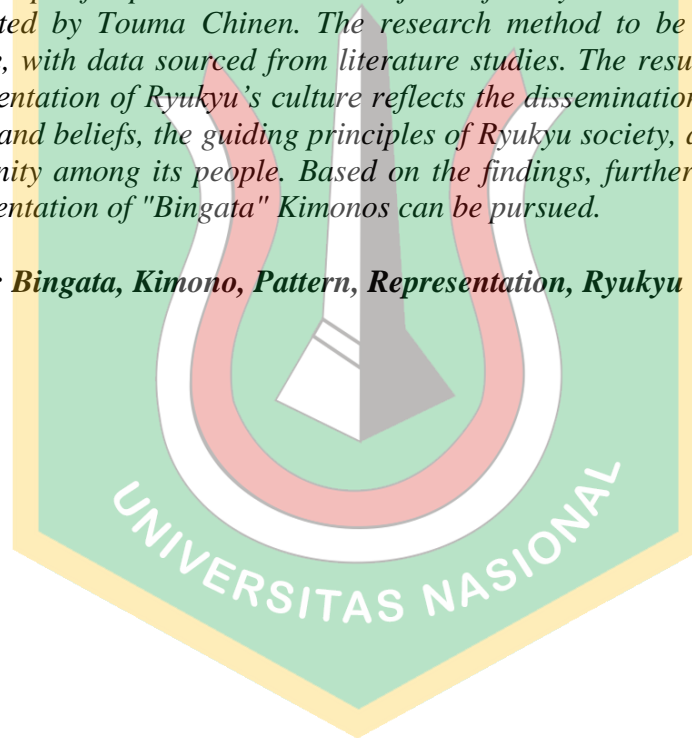 ted by Touma Chinen. The research method to be
, with data sourced from literature studies. The resu
entation of Ryukyu's culture reflects the dissemination
and beliefs, the guiding principles of Ryukyu society, a
nity among its people. Based on the findings, further
entation of "Bingata" Kimonos can be pursued.
: Bingata, Kimono, Pattern, Representation, Ryukyu
UNIVERSITAS NASIONAL